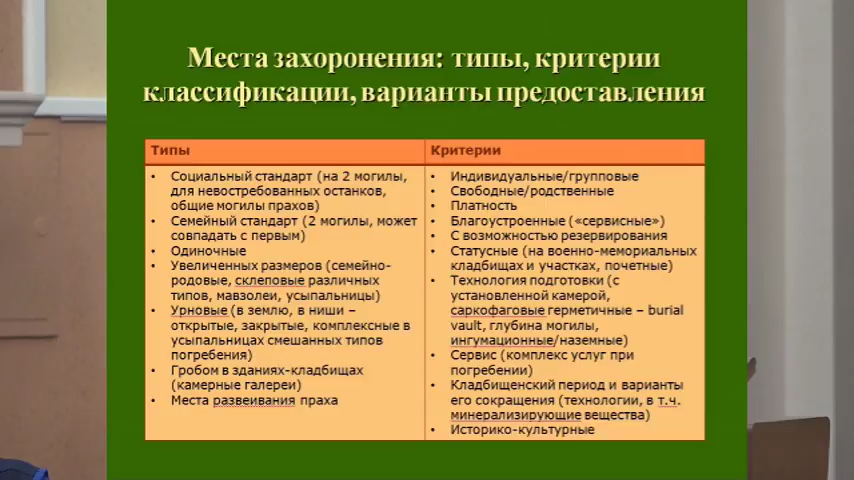 Места захоронения: типы, критерии
классификации, варианты предоставления
Типы
• Социальный стандарт (на 2 могилы,
для невостребованных останков,
общие могилы прахов)
• Семейный стандарт (2 могилы, может
совпадать с первым)
• Одиночные
• Увеличенных размеров (семейно-
родовые, склеповые различных
типов, мавзолеи, усыпальницы)
• Урновые (в землю, в ниши –
открытые, закрытые, комплексные в
усыпальницах смешанных типов
погребения)
• Гробом в зданиях-кладбищах
(камерные галереи)
• Места развеивания праха
Критерии
• Индивидуальные/групповые
• Свободные/родственные
• Платность
• Благоустроенные («сервисные»)
• С возможностью резервирования
• Статусные (на военно-мемориальных
кладбищах и участках, почетные)
• Технология подготовки (с
установленной камерой,
саркофаговые герметичные – burial
vault, глубина могилы,
ингумационные/наземные)
• Сервис (комплекс услуг при
погребении)
• Кладбищенский период и варианты
его сокращения (технологии, в т.ч.
минерализирующие вещества)
• Историко-культурные